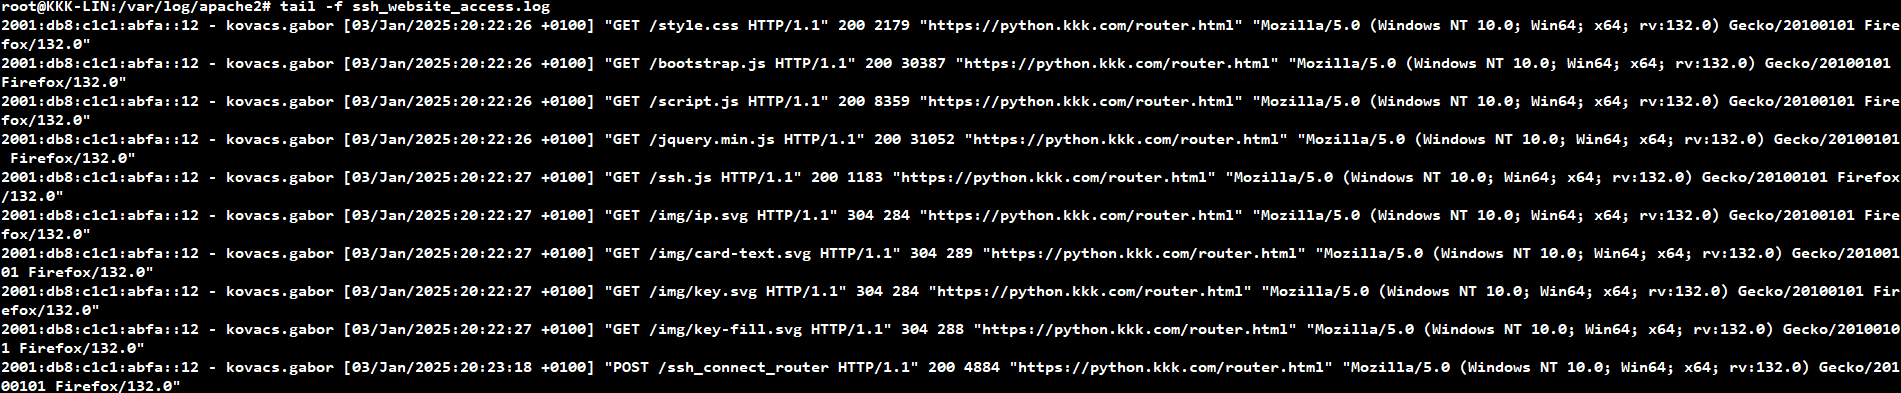 root@KKK-LIN:/var/log/apache2# tail -f ssh_website_access.log
2001:db8:c1c1:abfa::12 - kovacs.gabor [03/Jan/2025:20:22:26 +0100] "GET /style.css HTTP/1.1" 200 2179 "https://python.kkk.com/router.html" "Mozilla/5.0 (Windows NT 10.0; Win64; x64; rv:132.0) Gecko/20100101 Fire
fox/132.0"
2001:db8:c1c1:abfa::12 - kovacs.gabor [03/Jan/2025:20:22:26 +0100] "GET /bootstrap.js HTTP/1.1" 200 30387 "https://python.kkk.com/router.html" "Mozilla/5.0 (Windows NT 10.0; Win64; x64; rv:132.0) Gecko/20100101 
Firefox/132.0"
2001:db8:c1c1:abfa::12 - kovacs.gabor [03/Jan/2025:20:22:26 +0100] "GET /script.js HTTP/1.1" 200 8359 "https://python.kkk.com/router.html" "Mozilla/5.0 (Windows NT 10.0; Win64; x64; rv:132.0) Gecko/20100101 Fire
fox/132.0"
2001:db8:c1c1:abfa::12 - kovacs.gabor [03/Jan/2025:20:22:26 +0100] "GET /jquery.min.js HTTP/1.1" 200 31052 "https://python.kkk.com/router.html" "Mozilla/5.0 (Windows NT 10.0; Win64; x64; rv:132.0) Gecko/20100101
 Firefox/132.0"
2001:db8:c1c1:abfa::12 - kovacs.gabor [03/Jan/2025:20:22:27 +0100] "GET /ssh.js HTTP/1.1" 200 1183 "https://python.kkk.com/router.html" "Mozilla/5.0 (Windows NT 10.0; Win64; x64; rv:132.0) Gecko/20100101 Firefox
/132.0"
2001:db8:c1c1:abfa::12 - kovacs.gabor [03/Jan/2025:20:22:27 +0100] "GET /img/ip.svg HTTP/1.1" 304 284 "https://python.kkk.com/router.html" "Mozilla/5.0 (Windows NT 10.0; Win64; x64; rv:132.0) Gecko/20100101 Fire
fox/132.0"
2001:db8:c1c1:abfa::12 - kovacs.gabor [03/Jan/2025:20:22:27 +0100] "GET /img/card-text.svg HTTP/1.1" 304 289 "https://python.kkk.com/router.html" "Mozilla/5.0 (Windows NT 10.0; Win64; x64; rv:132.0) Gecko/201001
01 Firefox/132.0"
2001:db8:c1c1:abfa::12 - kovacs.gabor [03/Jan/2025:20:22:27 +0100] "GET /img/key.svg HTTP/1.1" 304 284 "https://python.kkk.com/router.html" "Mozilla/5.0 (Windows NT 10.0; Win64; x64; rv:132.0) Gecko/20100101 Fir
efox/132.0"
2001:db8:c1c1:abfa::12 - kovacs.gabor [03/Jan/2025:20:22:27 +0100] "GET /img/key-fill.svg HTTP/1.1" 304 288 "https://python.kkk.com/router.html" "Mozilla/5.0 (Windows NT 10.0; Win64; x64; rv:132.0) Gecko/2010010
1 Firefox/132.0"
2001:db8:c1c1:abfa::12 - kovacs.gabor [03/Jan/2025:20:23:18 +0100] "POST /ssh_connect_router HTTP/1.1" 200 4884 "https://python.kkk.com/router.html" "Mozilla/5.0 (Windows NT 10.0; Win64; x64; rv:132.0) Gecko/201
00101 Firefox/132.0"